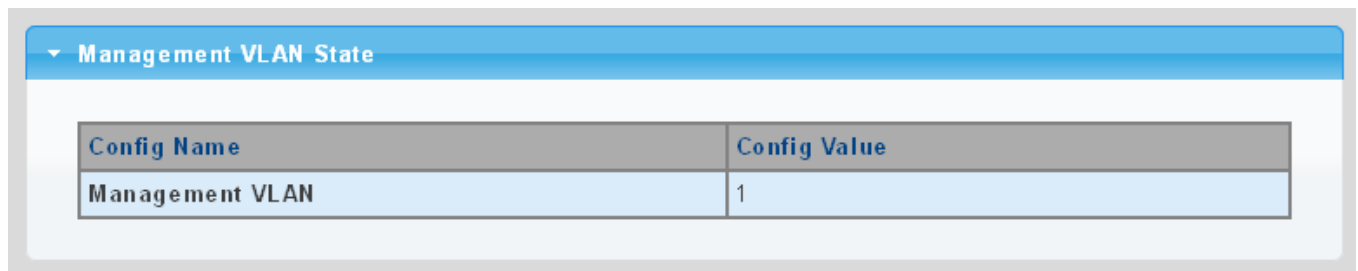 Management VLAN State
Config Name Config Value
Management VLAN 1